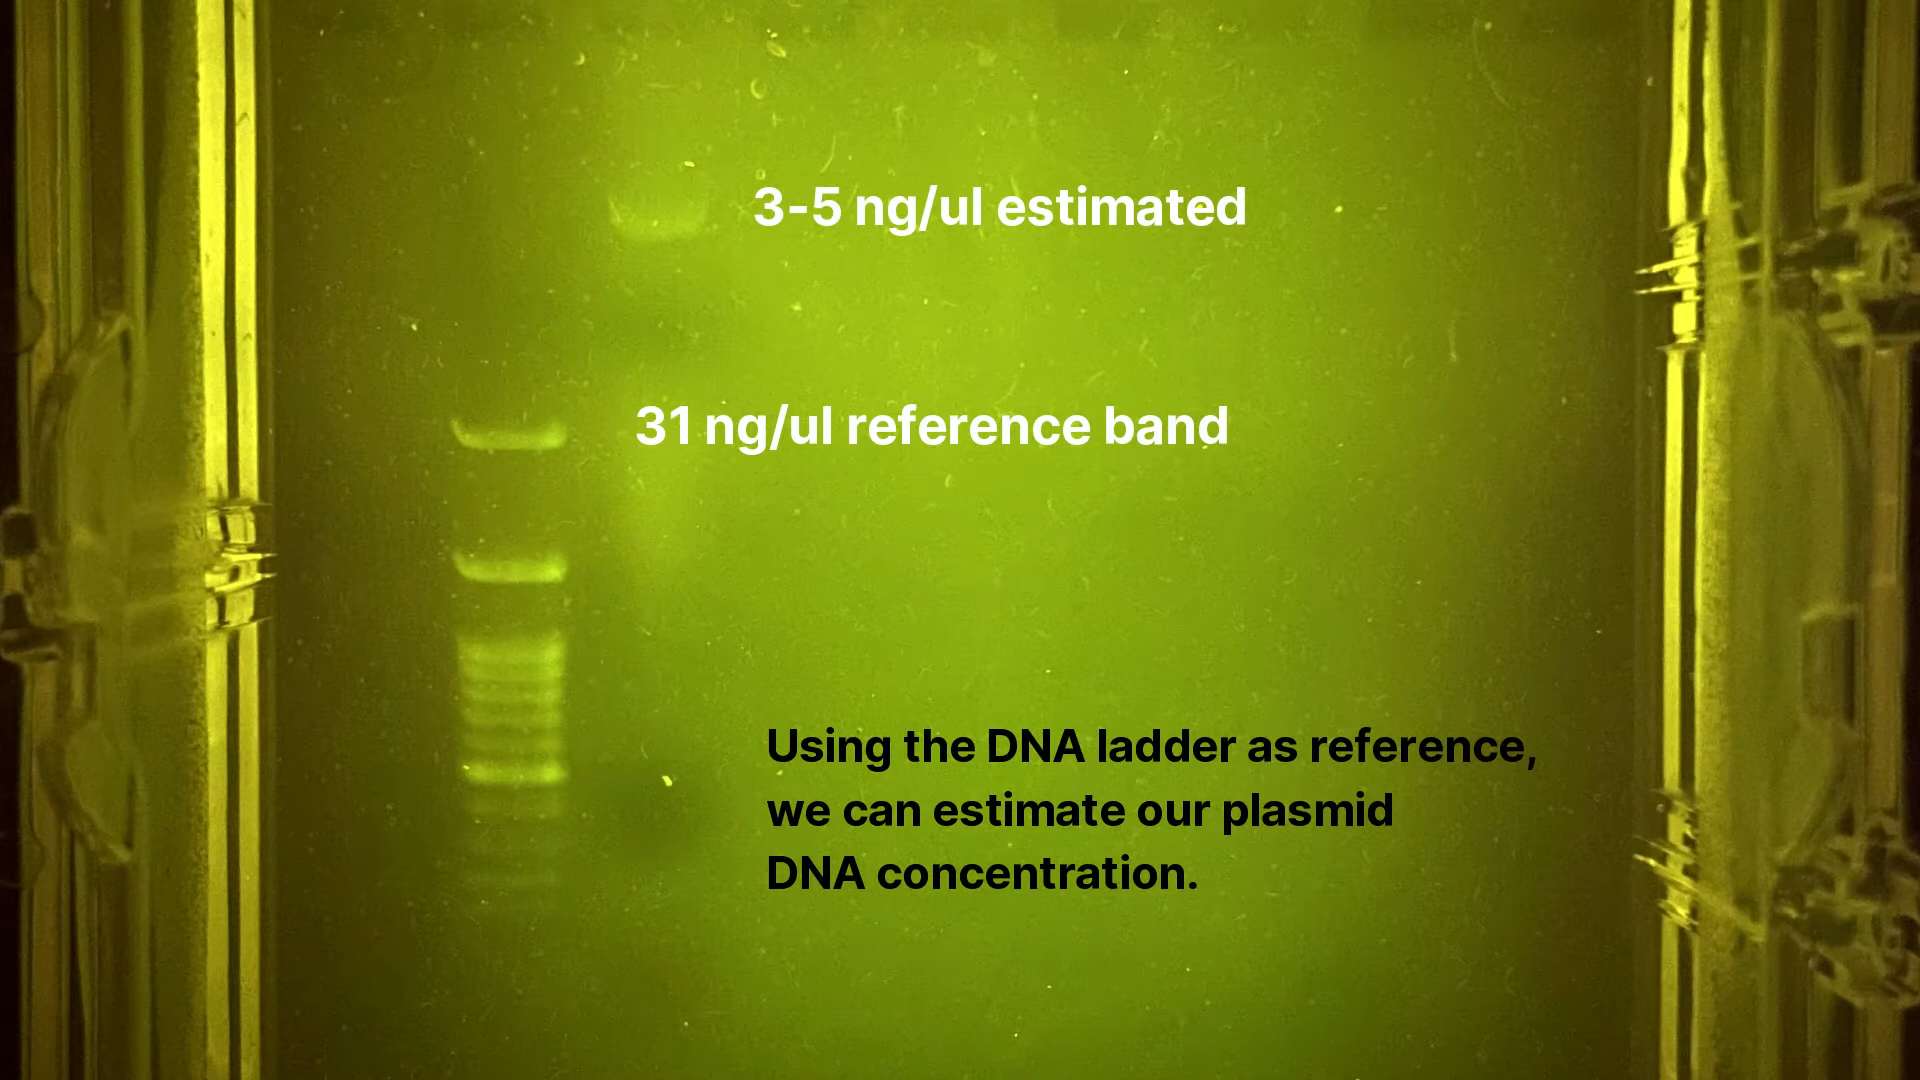 3-5 ng/ul estimated
31 ng/ul reference band
Using the DNA ladder as reference,
we can estimate our plasmid
DNA concentration.